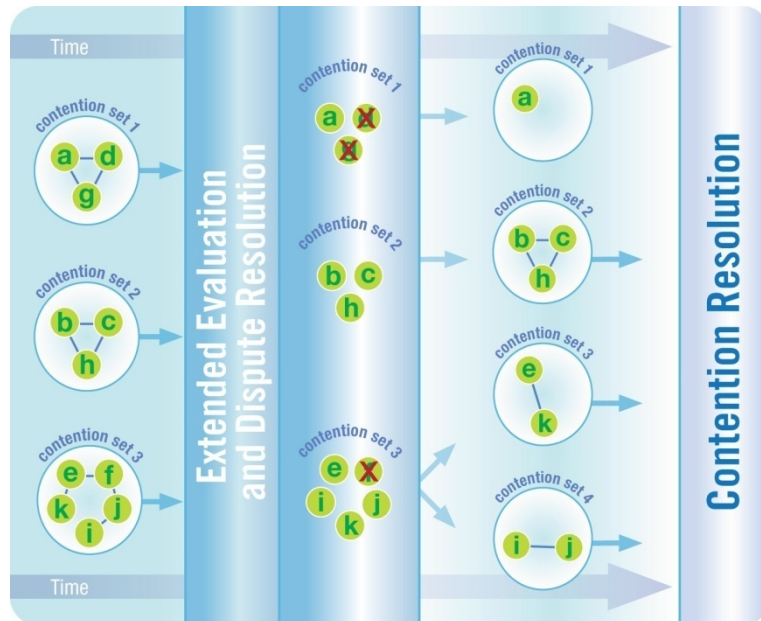 Time
contention set 1
a d
g
contention set 2
b c
h
contention set 3
e f
k j
i
Time
Extended Evaluation
and Dispute Resolution
contention set 1
a
contention set 2
b c
h
contention set 3
e
i j
k
contention set 1
a
contention set 2
b c
h
contention set 3
e
k
contention set 4
i j
Contention Resolution